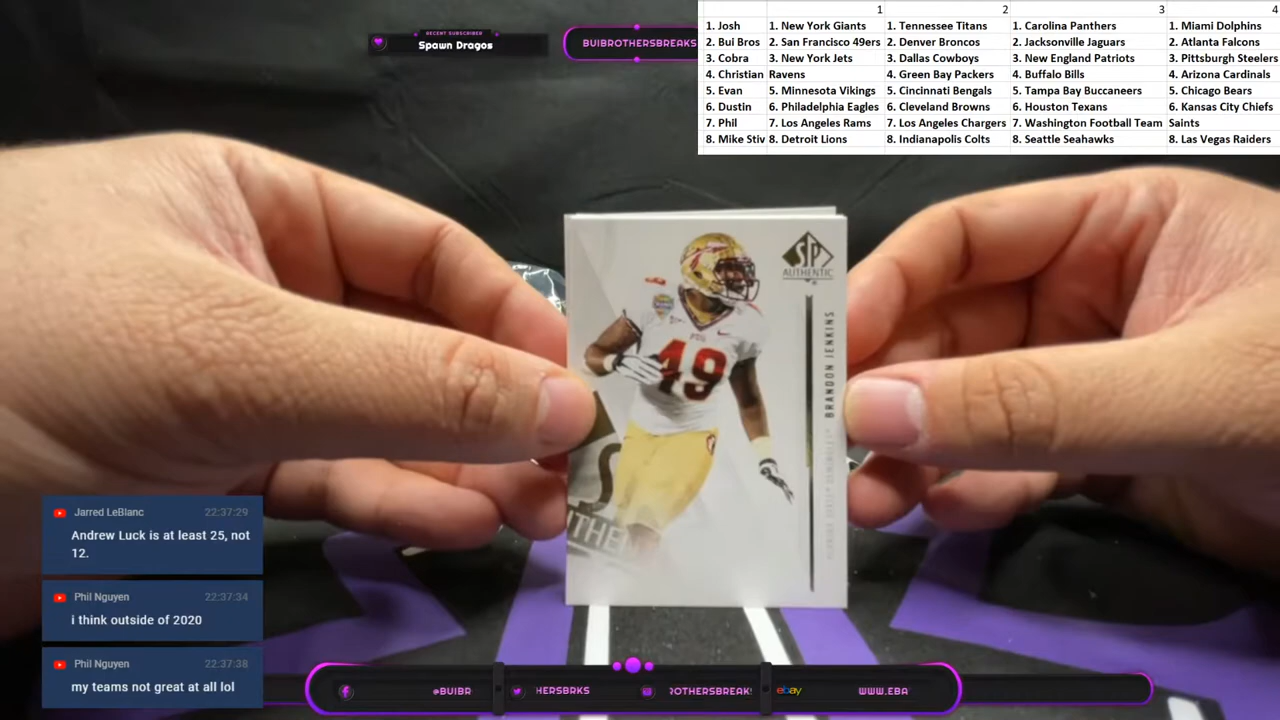 1 2 3 4
1. Josh 1. New York Giants 1. Tennessee Titans 1. Carolina Panthers 1. Miami Dolphins
2. Bui Bros 2. San Francisco 49ers 2. Denver Broncos 2. Jacksonville Jaguars 2. Atlanta Falcons
3. Cobra 3. New York Jets 3. Dallas Cowboys 3. New England Patriots 3. Pittsburgh Steelers
4. Christian Ravens 4. Green Bay Packers 4. Buffalo Bills 4. Arizona Cardinals
5. Evan 5. Minnesota Vikings 5. Cincinnati Bengals 5. Tampa Bay Buccaneers 5. Chicago Bears
6. Dustin 6. Philadelphia Eagles 6. Cleveland Browns 6. Houston Texans 6. Kansas City Chiefs
7. Phil 7. Los Angeles Rams 7. Los Angeles Chargers 7. Washington Football Team Saints
8. Mike Stiv 8. Detroit Lions 8. Indianapolis Colts 8. Seattle Seahawks 8. Las Vegas Raiders
RECENT SUBSCRIBER
Spawn Dragos
BUIBROTHERSBREAKS
SP
AUTHENTIC
BRANDON JENKINS
FSU
49
Jarred LeBlanc 22:37:29
Andrew Luck is at least 25, not
12.
Phil Nguyen 22:37:34
i think outside of 2020
Phil Nguyen 22:37:38
my teams not great at all lol
@BUIBR HERSBRKS ROTHERSBREAK ebay WWW.EBA